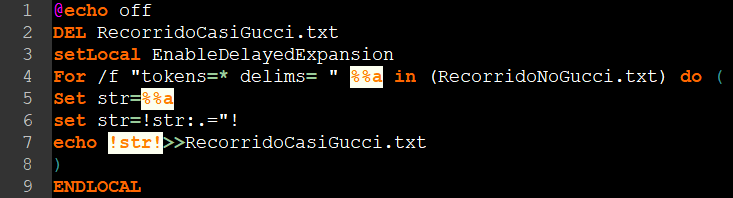 1 @echo off
2 DEL RecorridoCasiGucci.txt
3 setLocal EnableDelayedExpansion
4 For /f "tokens=* delims= " %%a in (RecorridoNoGucci.txt) do (
5 Set str=%%a
6 set str=!str:.="!
7 echo !str!>>RecorridoCasiGucci.txt
8 )
9 ENDLOCAL